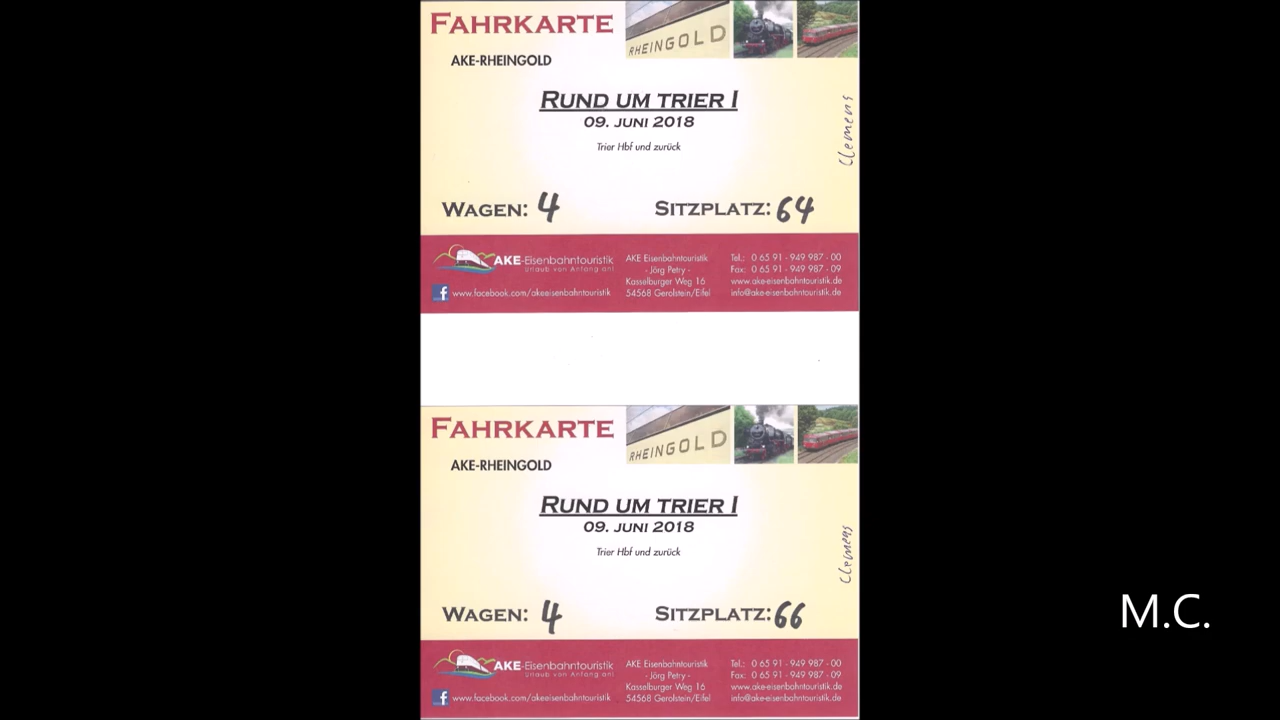 FAHRKARTE
RHEINGOLD
AKE-RHEINGOLD
RUND UM TRIER I
09. JUNI 2018
Trier Hbf und zurück
Clemens
WAGEN: 4 SITZPLATZ: 64
AKE-Eisenbahntouristik
Urlaub von Anfang an!
www.facebook.com/akeeisenbahntouristik
AKE Eisenbahntouristik
- Jörg Petry -
Kasselburger Weg 16
54568 Gerolstein/Eifel
Tel.: 0 65 91 - 949 987 - 00
Fax: 0 65 91 - 949 987 - 09
www.ake-eisenbahntouristik.de
info@ake-eisenbahntouristik.de
FAHRKARTE
RHEINGOLD
AKE-RHEINGOLD
RUND UM TRIER I
09. JUNI 2018
Trier Hbf und zurück
Clemens
WAGEN: 4 SITZPLATZ: 66
AKE-Eisenbahntouristik
Urlaub von Anfang an!
www.facebook.com/akeeisenbahntouristik
AKE Eisenbahntouristik
- Jörg Petry -
Kasselburger Weg 16
54568 Gerolstein/Eifel
Tel.: 0 65 91 - 949 987 - 00
Fax: 0 65 91 - 949 987 - 09
www.ake-eisenbahntouristik.de
info@ake-eisenbahntouristik.de
M.C.